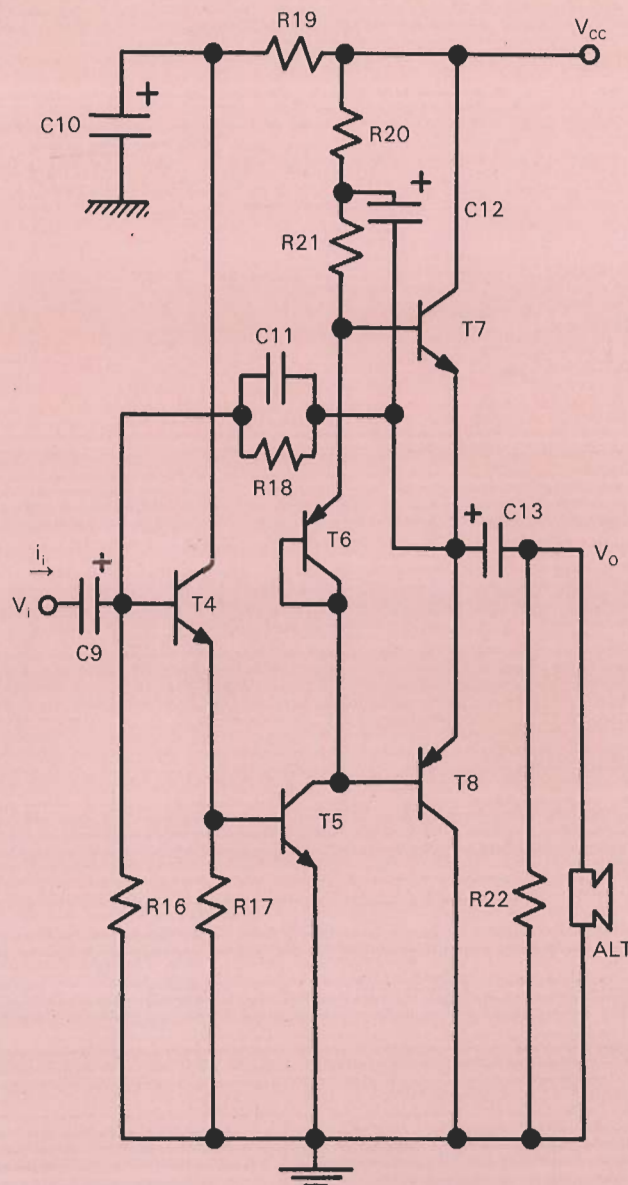 R19
V_CC
+
C10
R20
+
C12
R21
C11
T7
R18
+
C13
T6
V_O
i_i
+
V_i
T4
C9
T8
T5
R16
R17
R22
ALT